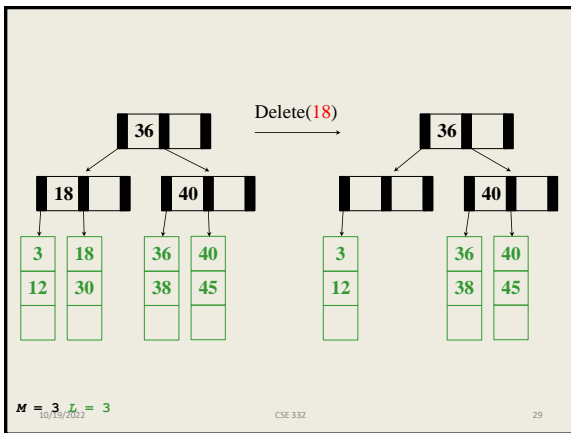 Delete(18)
36 36
18 40 40
3 18 36 40 3 36 40
12 30 38 45 12 38 45
M = 3 L = 3
10/19/2022 CSE 332 29